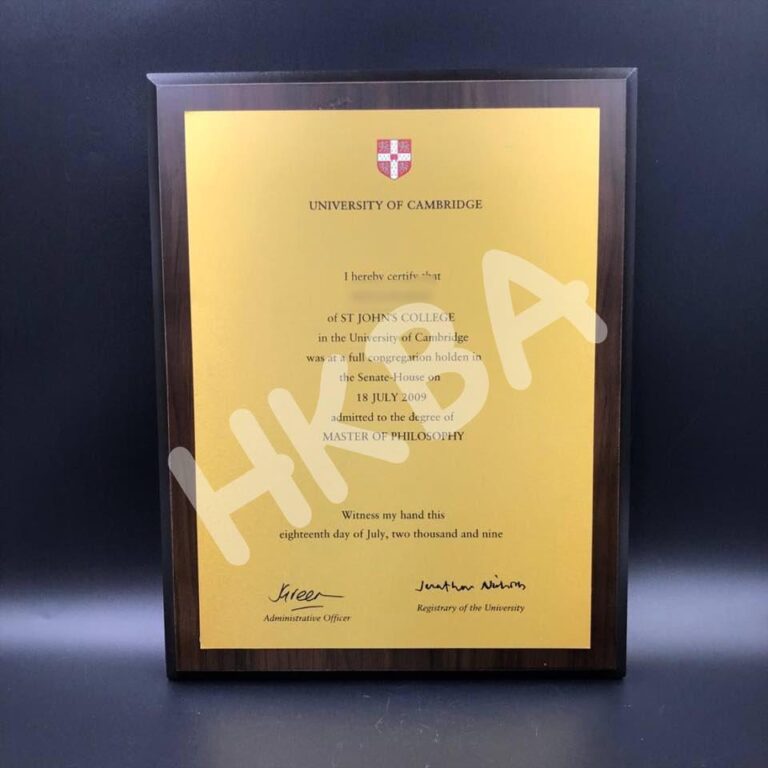 UNIVERSITY OF CAMBRIDGE
I hereby certify that
of ST JOHN'S COLLEGE
in the University of Cambridge
was at a full congregation holden in
the Senate-House on
18 JULY 2009
admitted to the degree of
MASTER OF PHILOSOPHY
Witness my hand this
eighteenth day of July, two thousand and nine
Administrative Officer
Registrary of the University
HKBA